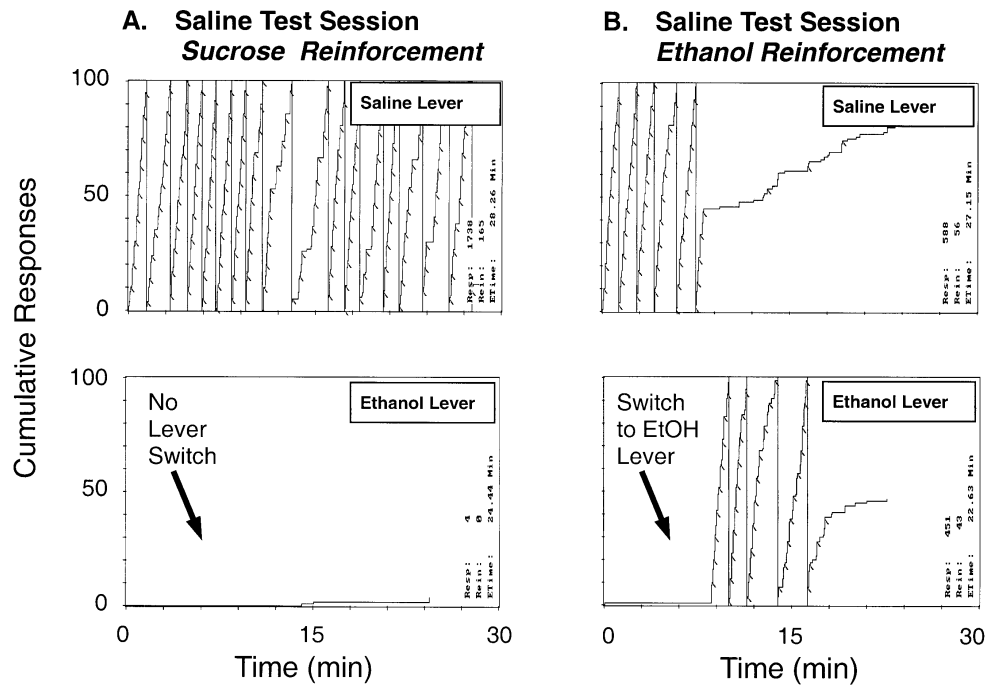 A. Saline Test Session
Sucrose Reinforcement
B. Saline Test Session
Ethanol Reinforcement
Cumulative Responses
100
50
0
Saline Lever
Resp: 1738
Rein: 165
ETime: 28.26 Min
Saline Lever
Resp: 588
Rein: 56
ETime: 27.15 Min
100
50
0
No
Lever
Switch
Ethanol Lever
Resp: 4
Rein: 0
ETime: 24.44 Min
0 15 30
Time (min)
Switch
to EtOH
Lever
Ethanol Lever
Resp: 451
Rein: 43
ETime: 22.63 Min
0 15 30
Time (min)